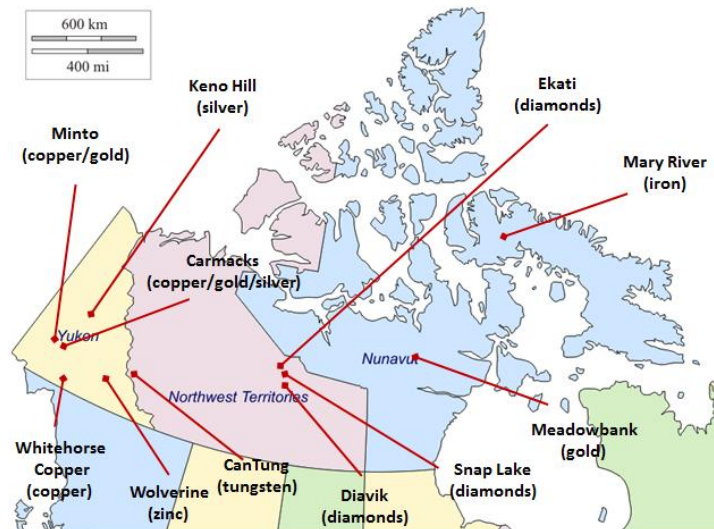 600 km
400 mi
Keno Hill
(silver)
Ekati
(diamonds)
Minto
(copper/gold)
Mary River
(iron)
Carmacks
(copper/gold/silver)
Yukon
Nunavut
Northwest Territories
Whitehorse
Copper
(copper)
Wolverine
(zinc)
CanTung
(tungsten)
Diavik
(diamonds)
Snap Lake
(diamonds)
Meadowbank
(gold)